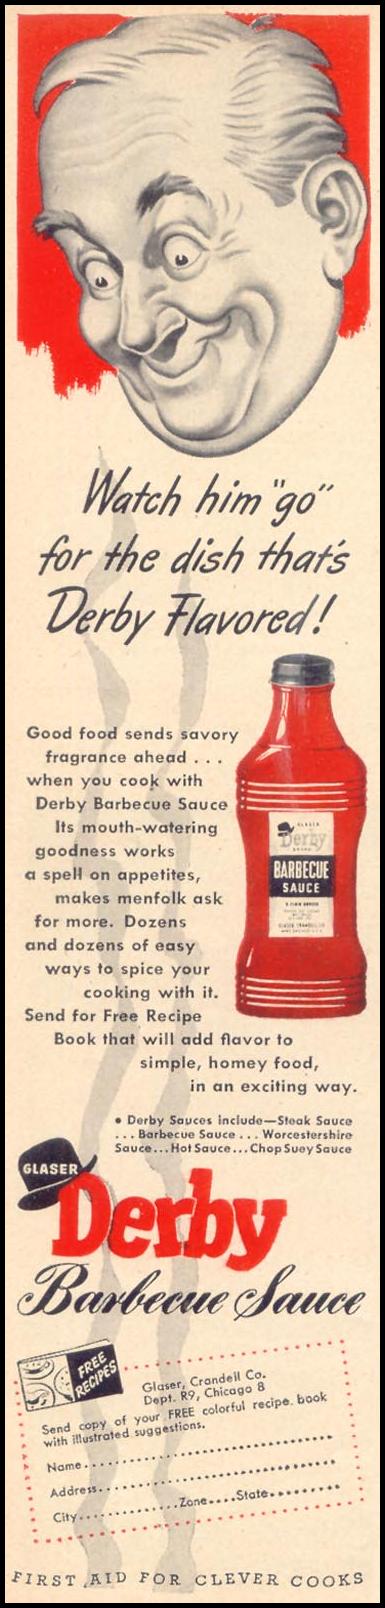 Watch him "go"
for the dish that's
Derby Flavored!
Good food sends savory
fragrance ahead . . .
when you cook with
Derby Barbecue Sauce
Its mouth-watering
goodness works
a spell on appetites,
makes menfolk ask
for more. Dozens
and dozens of easy
ways to spice your
cooking with it.
Send for Free Recipe
Book that will add flavor to
simple, homey food,
in an exciting way.
GLASER
Derby
BRAND
BARBECUE
SAUCE
• Derby Sauces include—Steak Sauce
. . . Barbecue Sauce . . . Worcestershire
Sauce . . . Hot Sauce . . . Chop Suey Sauce
GLASER
Derby
Barbecue Sauce
FREE
RECIPES
Glaser, Crandell Co.
Dept. R9, Chicago 8
Send copy of your FREE colorful recipe book
with illustrated suggestions.
Name
Address
City Zone State
FIRST AID FOR CLEVER COOKS